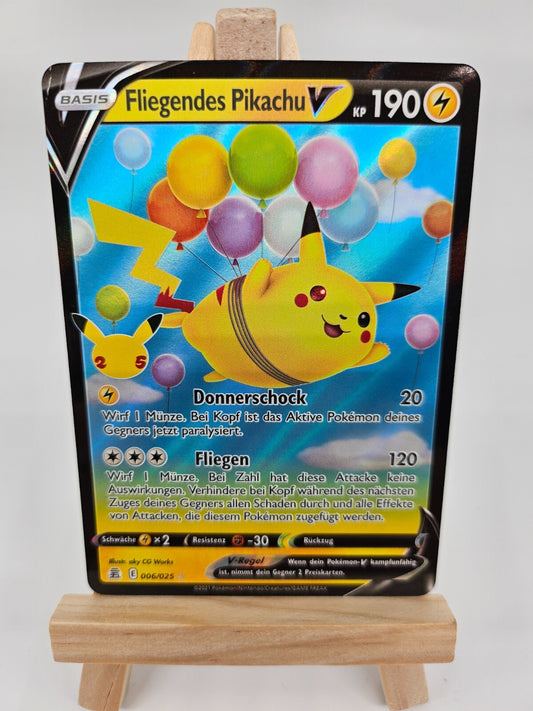 BASIS Fliegendes Pikachu V KP 190
25
Donnerschock 20
Wirf 1 Münze. Bei Kopf ist das Aktive Pokémon deines
Gegners jetzt paralysiert.
Fliegen 120
Wirf 1 Münze. Bei Zahl hat diese Attacke keine
Auswirkungen. Verhindere bei Kopf während des nächsten
Zuges deines Gegners allen Schaden durch und alle Effekte
von Attacken, die diesem Pokémon zugefügt werden.
Schwäche ×2 Resistenz -30 Rückzug
Illustr. sky CG Works
V-Regel Wenn dein Pokémon-V kampfunfähig
ist, nimmt dein Gegner 2 Preiskarten.
E 006/025
©2021 Pokémon/Nintendo/Creatures/GAME FREAK